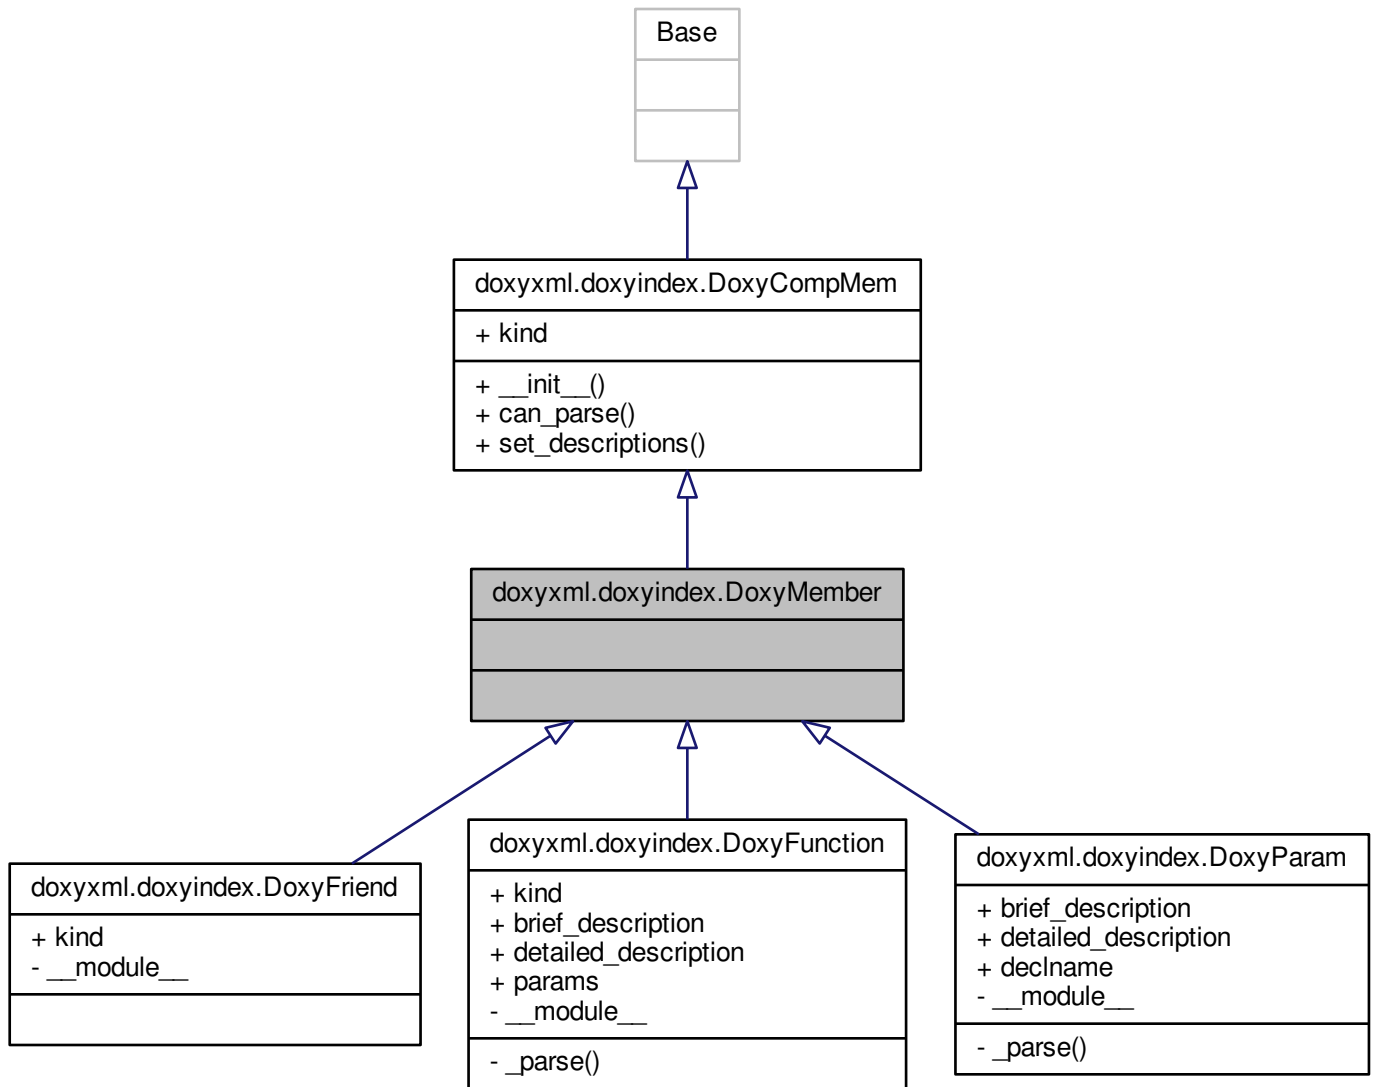 Base
doxyxml.doxyindex.DoxyCompMem
+ kind
+ __init__()
+ can_parse()
+ set_descriptions()
doxyxml.doxyindex.DoxyMember
doxyxml.doxyindex.DoxyFriend
+ kind
- __module__
doxyxml.doxyindex.DoxyFunction
+ kind
+ brief_description
+ detailed_description
+ params
- __module__
- _parse()
doxyxml.doxyindex.DoxyParam
+ brief_description
+ detailed_description
+ declname
- __module__
- _parse()